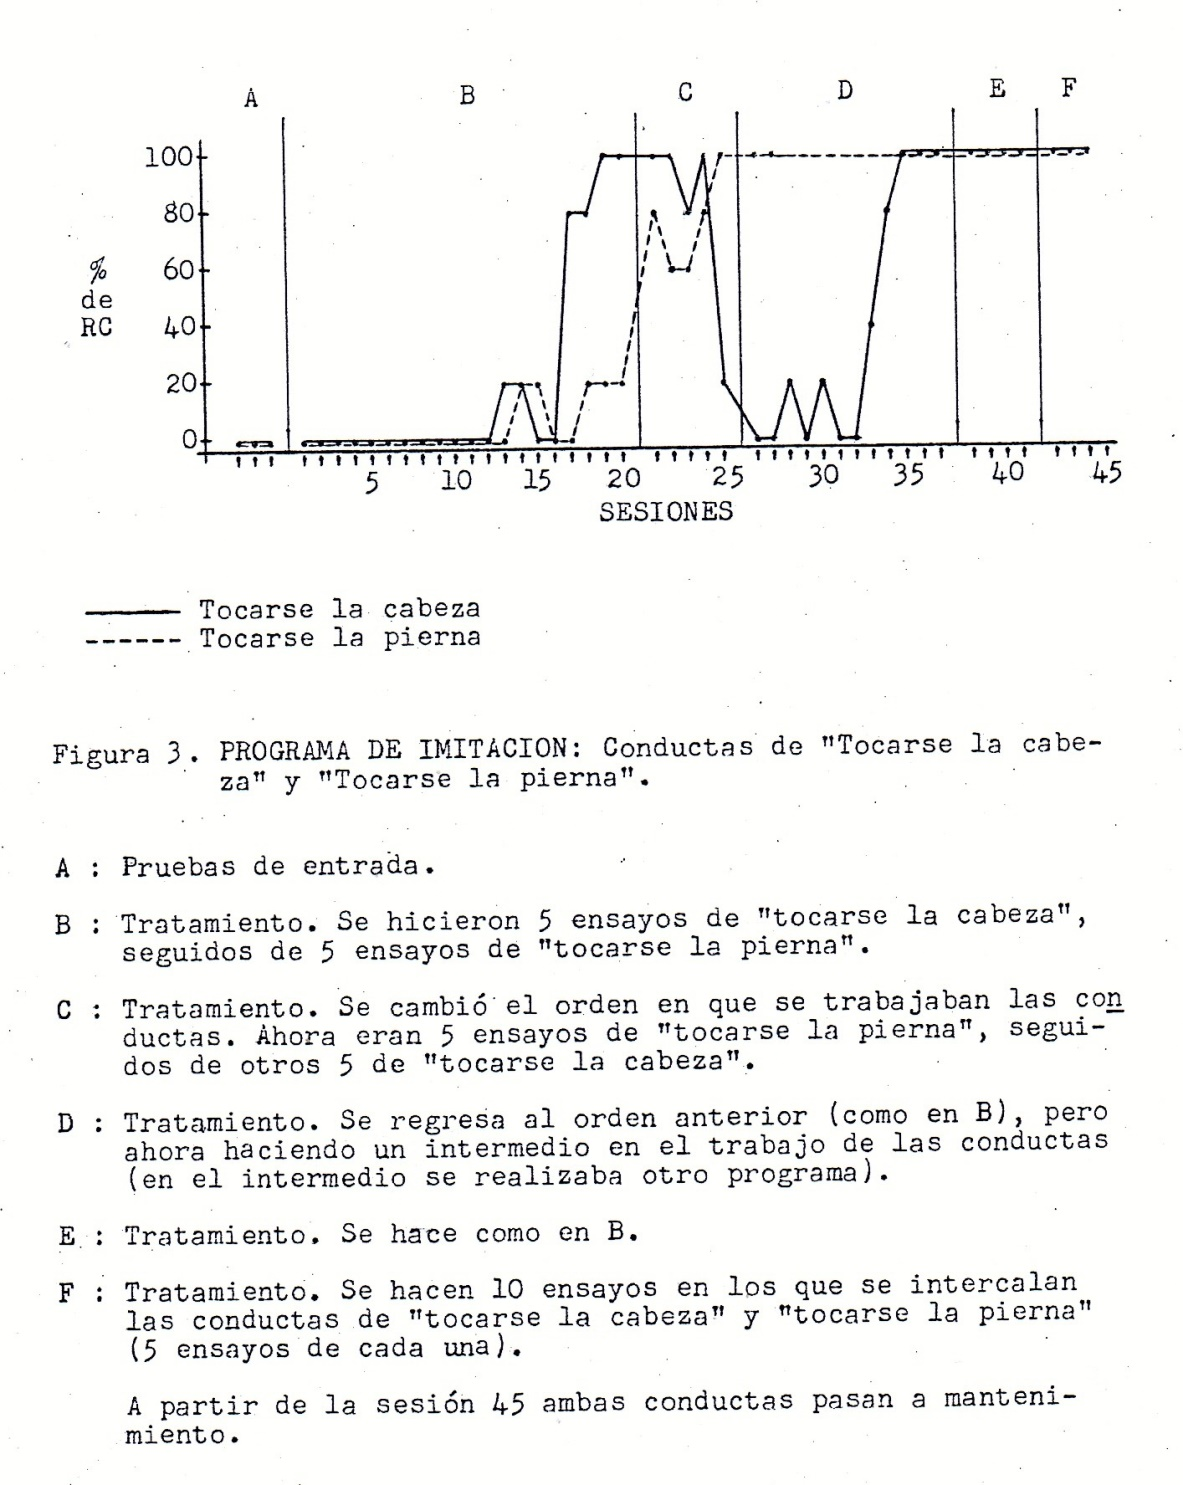 A B C D E F
100
80
60
40
20
0
%
de
RC
5 10 15 20 25 30 35 40 45
SESIONES
Tocarse la cabeza
Tocarse la pierna
Figura 3. PROGRAMA DE IMITACION: Conductas de "Tocarse la cabe-
za" y "Tocarse la pierna".
A : Pruebas de entrada.
B : Tratamiento. Se hicieron 5 ensayos de "tocarse la cabeza",
seguidos de 5 ensayos de "tocarse la pierna".
C : Tratamiento. Se cambió el orden en que se trabajaban las con
ductas. Ahora eran 5 ensayos de "tocarse la pierna", segui-
dos de otros 5 de "tocarse la cabeza".
D : Tratamiento. Se regresa al orden anterior (como en B), pero
ahora haciendo un intermedio en el trabajo de las conductas
(en el intermedio se realizaba otro programa).
E : Tratamiento. Se hace como en B.
F : Tratamiento. Se hacen 10 ensayos en los que se intercalan
las conductas de "tocarse la cabeza" y "tocarse la pierna"
(5 ensayos de cada una).
A partir de la sesión 45 ambas conductas pasan a manteni-
miento.